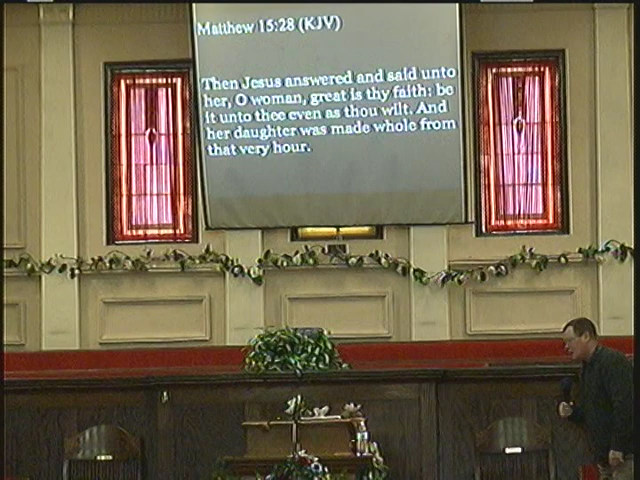 Matthew 15:28 (KJV)
Then Jesus answered and said unto
her, O woman, great is thy faith: be
it unto thee even as thou wilt. And
her daughter was made whole from
that very hour.